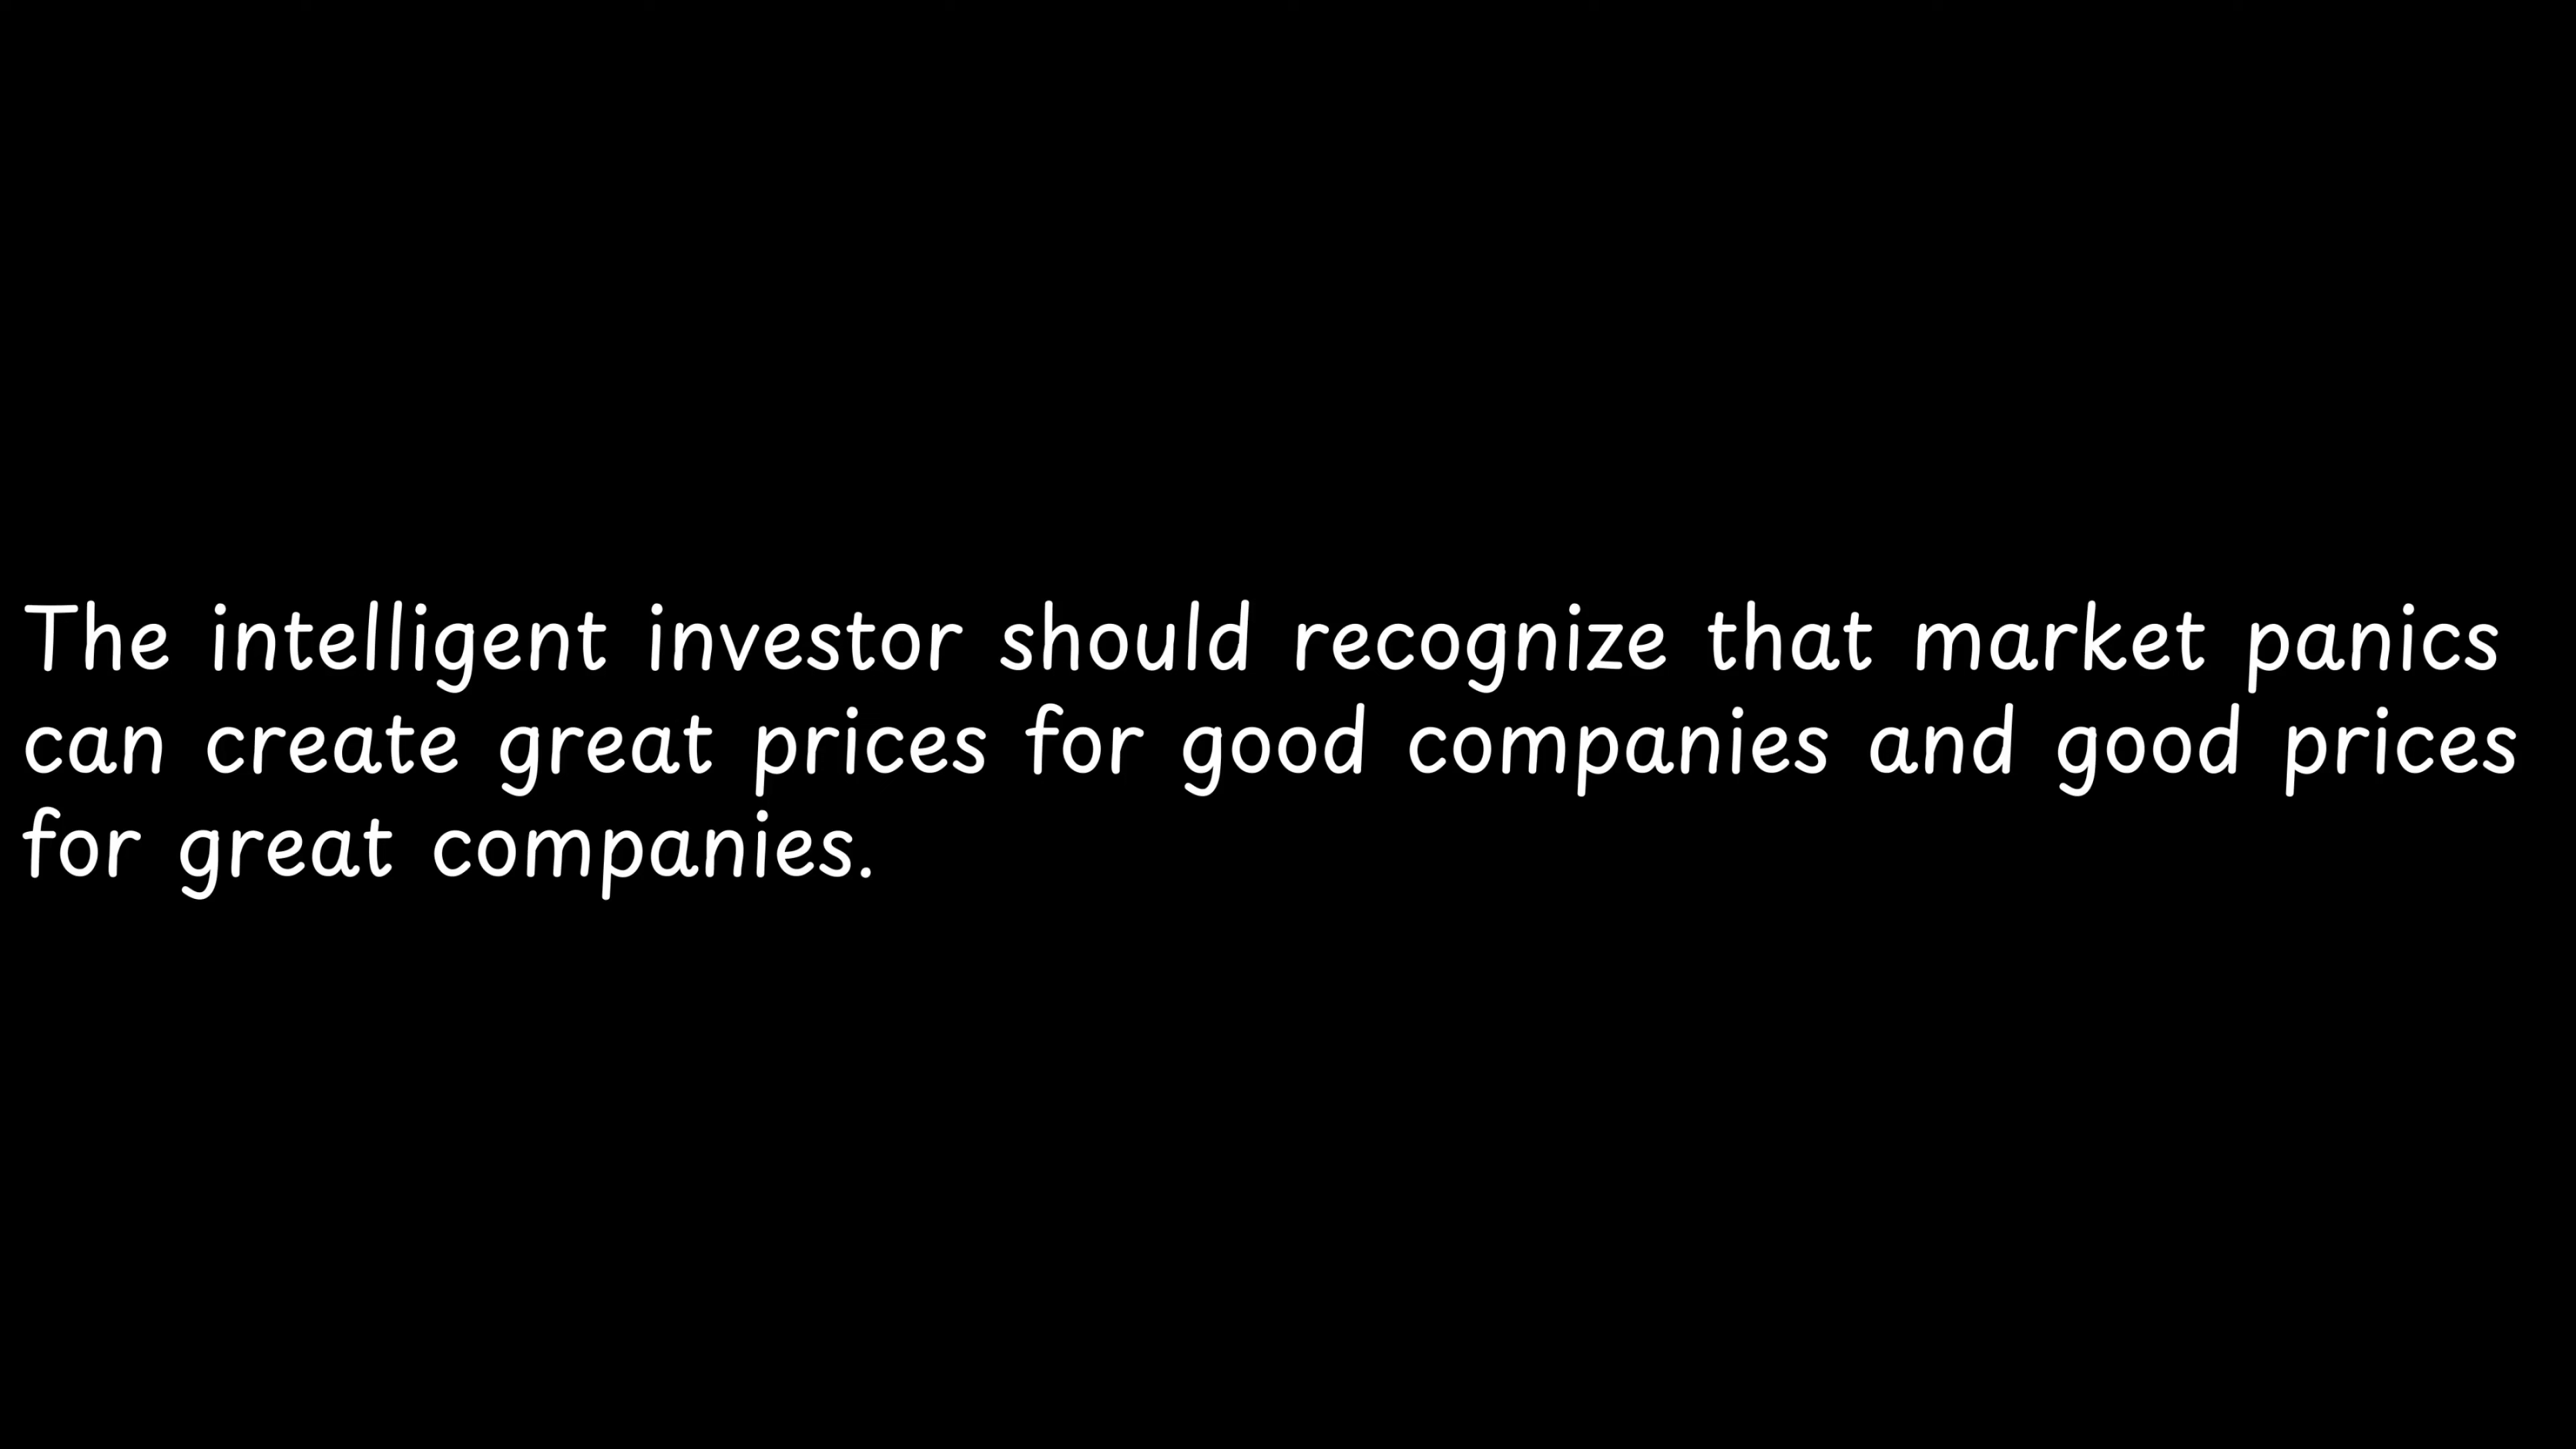 The intelligent investor should recognize that market panics
can create great prices for good companies and good prices
for great companies.